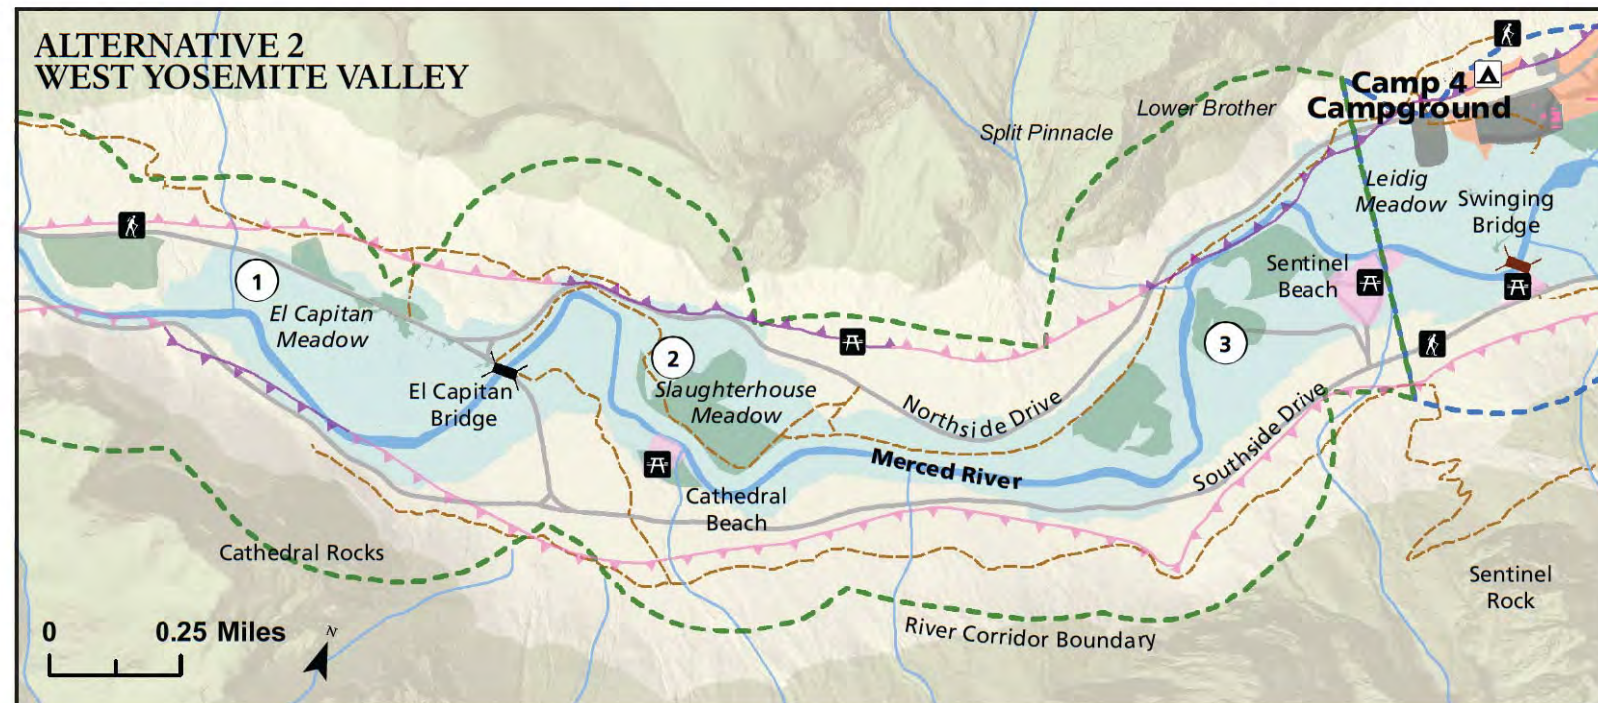 ALTERNATIVE 2
WEST YOSEMITE VALLEY
Split Pinnacle
Lower Brother
Camp 4
Campground
Leidig
Meadow
Swinging
Bridge
Sentinel
Beach
1
El Capitan
Meadow
El Capitan
Bridge
2
Slaughterhouse
Meadow
3
Northside Drive
Southside Drive
Merced River
Cathedral
Beach
Cathedral Rocks
Sentinel
Rock
River Corridor Boundary
0 0.25 Miles
N